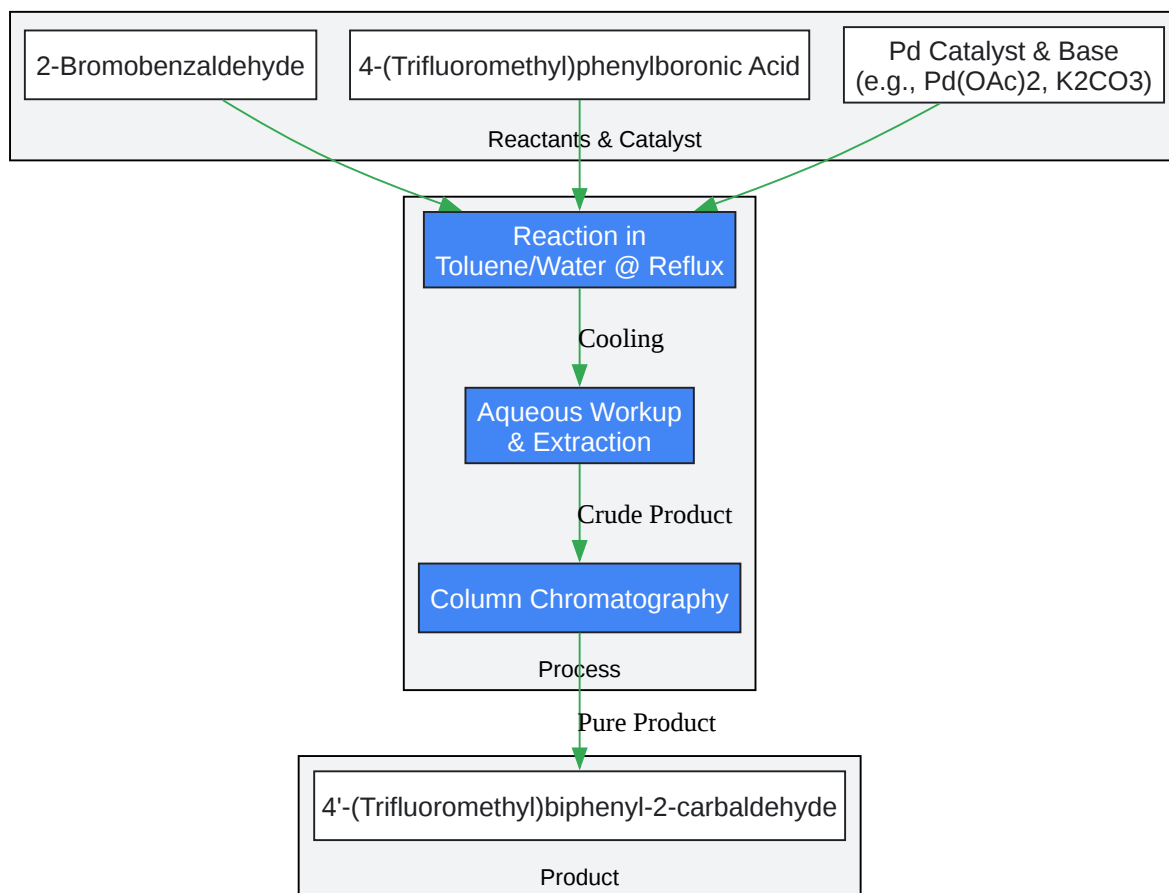 2-Bromobenzaldehyde
4-(Trifluoromethyl)phenylboronic Acid
Pd Catalyst & Base
(e.g., Pd(OAc)2, K2CO3)
Reactants & Catalyst
Reaction in
Toluene/Water @ Reflux
Cooling
Aqueous Workup
& Extraction
Crude Product
Column Chromatography
Process
Pure Product
4'-(Trifluoromethyl)biphenyl-2-carbaldehyde
Product